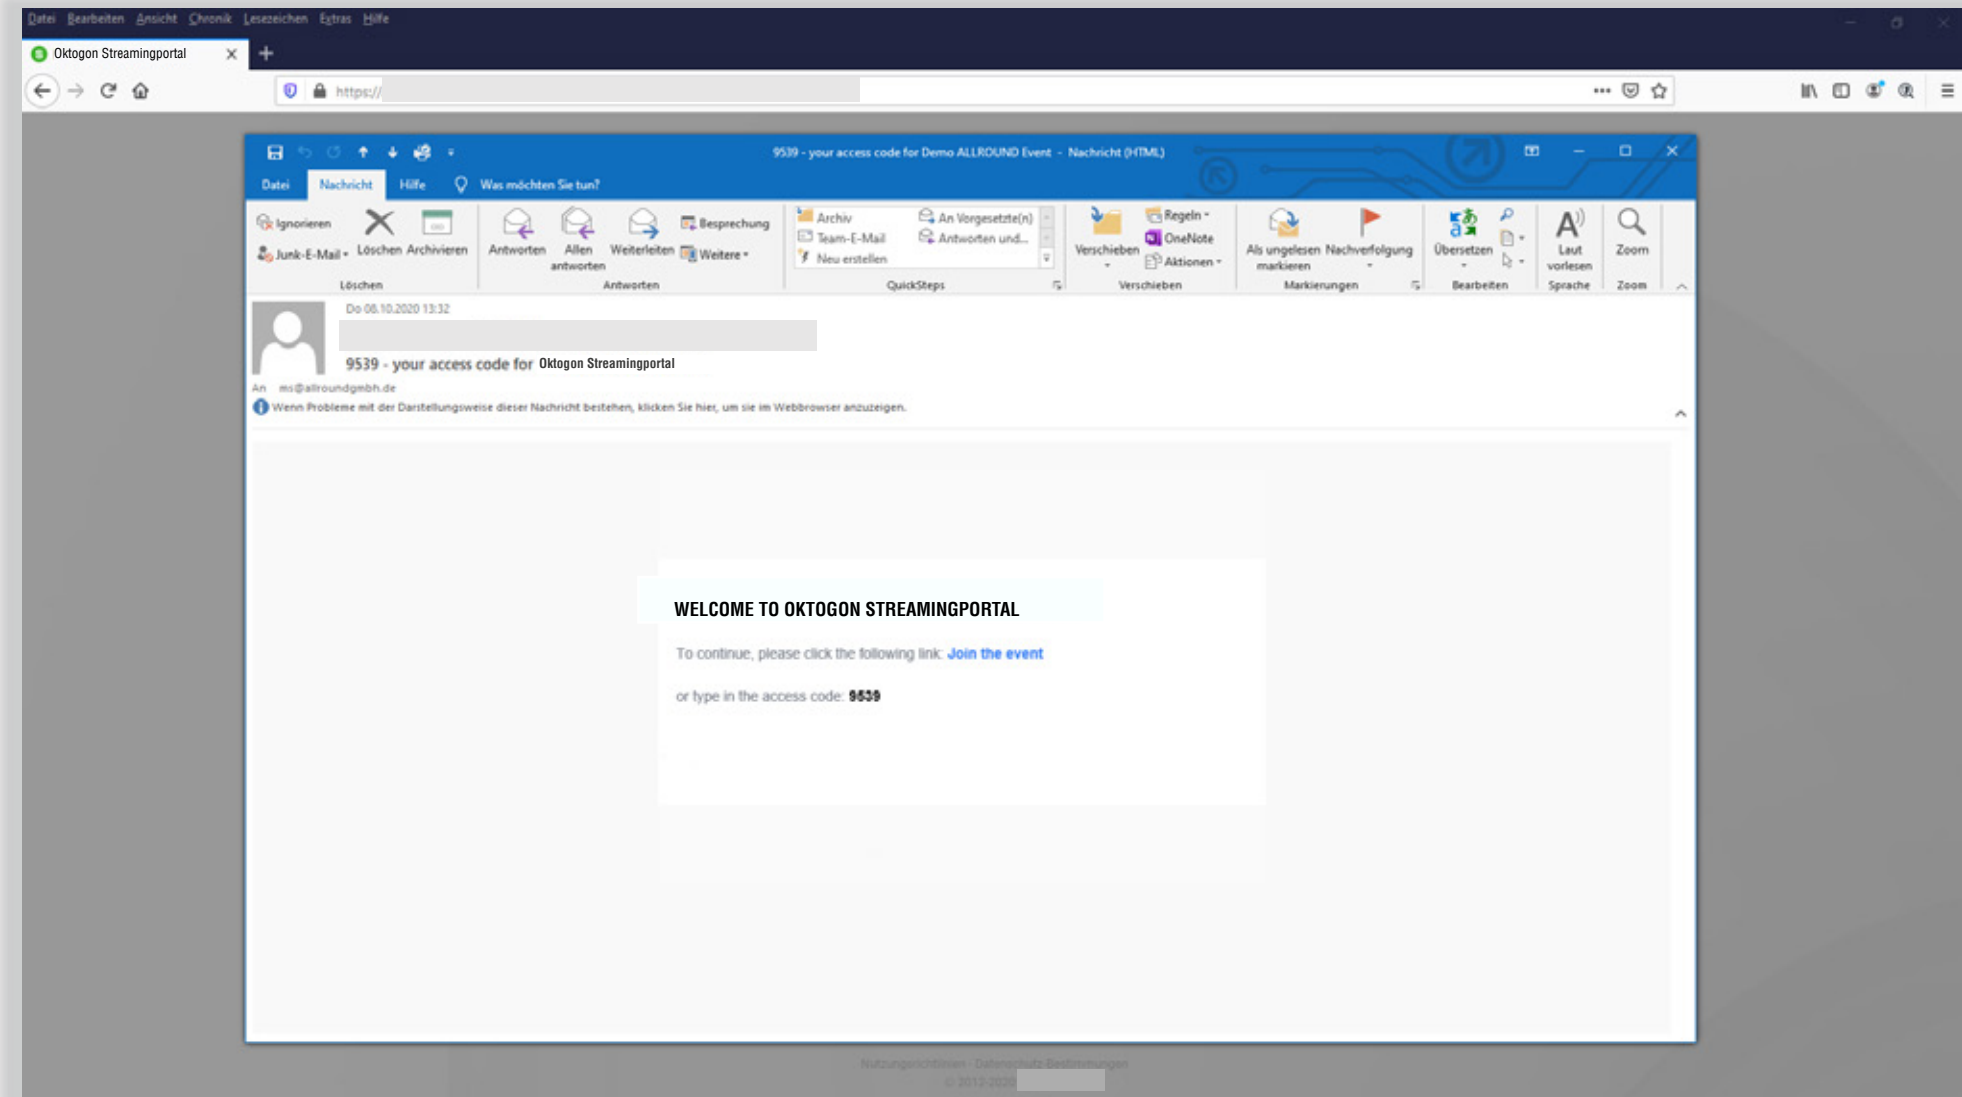 Datei Bearbeiten Ansicht Chronik Lesezeichen Extras Hilfe
Oktogon Streamingportal
https://
9539 - your access code for Demo ALLROUND Event - Nachricht (HTML)
Datei Nachricht Hilfe Was möchten Sie tun?
Ignorieren
Junk-E-Mail
Löschen Archivieren
Löschen
Antworten
Allen antworten
Weiterleiten
Besprechung
Weitere
Antworten
Archiv
Team-E-Mail
Neu erstellen
An Vorgesetzte(n)
Antworten und...
QuickSteps
Verschieben
Regeln
OneNote
Aktionen
Verschieben
Als ungelesen markieren
Nachverfolgung
Markierungen
Übersetzen
Bearbeiten
Laut vorlesen
Sprache
Zoom
Zoom
Do 08.10.2020 13:32
9539 - your access code for Oktogon Streamingportal
An ms@allroundgmbh.de
Wenn Probleme mit der Darstellungsweise dieser Nachricht bestehen, klicken Sie hier, um sie im Webbrowser anzuzeigen.
WELCOME TO OKTOGON STREAMINGPORTAL
To continue, please click the following link: Join the event
or type in the access code: 9539
Nutzungsrichtlinien - Datenschutz-Bestimmungen
© 2012-2020